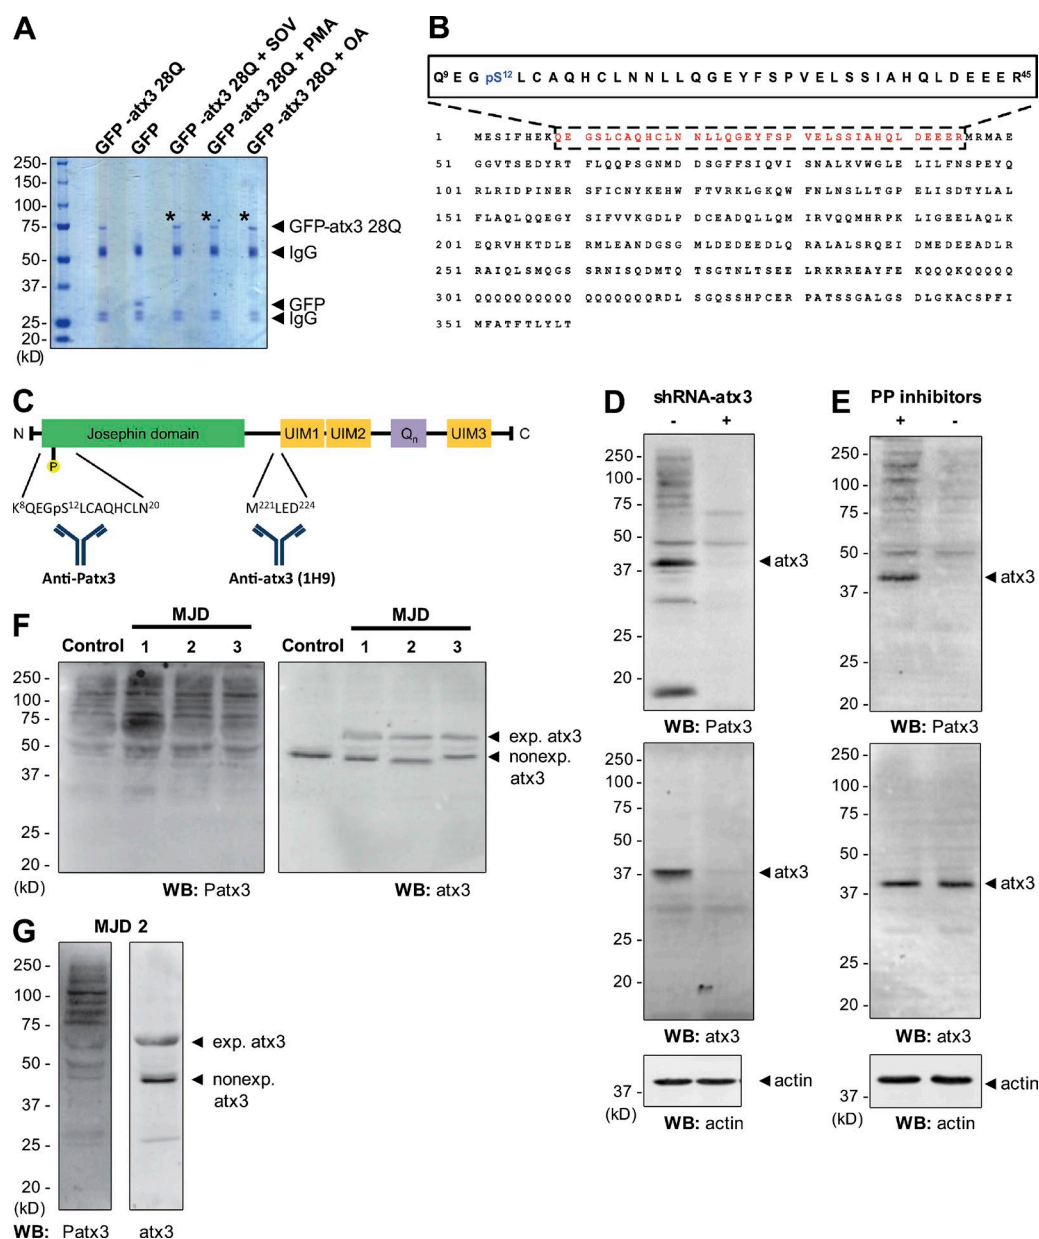 A
GFP -atx3 28Q
GFP
GFP -atx3 28Q + SOV
GFP -atx3 28Q + PMA
GFP -atx3 28Q + OA
250-
150-
100-
75-
50-
37-
25-
20-
(kD)
* * *
GFP-atx3 28Q
IgG
GFP
IgG
B
Q⁹ E G pS¹² L C A Q H C L N N L L Q G E Y F S P V E L S S I A H Q L D E E E R⁴⁵
1 MESIFHEKQE GSLCAQHCLN NLLQGEYFSP VELSSIAHQL DEEERMRMAE
51 GGVTSEDYRT FLQQPSGNMD DSGFFSIQVI SNALKVWGLE LILFNSPEYQ
101 RLRIDPINER SFICNYKEHW FTVRKLGKQW FNLNSLLTGP ELISDTYLAL
151 FLAQLQQEGY SIFVVKGDLP DCEADQLLQM IRVQQMHRPK LIGEELAQLK
201 EQRVHKTDLE RMLEANDGSG MLDEDEEDLQ RALALSRQEI DMEDEEADLR
251 RAIQLSMQGS SRNISQDMTQ TSGTNLTSEE LRKRREAYFE KQQQKQQQQQ
301 QQQQQQQQQQ QQQQQQQRDLS GQSSHPCERP PATSSGALGS DLGKACSPFI
351 MFATFTLYLT
C
N
Josephin domain
UIM1
UIM2
Qn
UIM3
C
P
K⁸QEGpS¹²LCAQHCLN²⁰
M²²¹LED²²⁴
Anti-Patx3
Anti-atx3 (1H9)
D
shRNA-atx3
- +
250 -
100 -
75 -
50 -
37 -
25 -
20 -
atx3
WB: Patx3
250 -
100 -
75 -
50 -
37 -
25 -
20 -
atx3
WB: atx3
37 -
(kD)
actin
WB: actin
E
PP inhibitors
+ -
250 -
100 -
75 -
50 -
37 -
25 -
20 -
atx3
WB: Patx3
250 -
100 -
75 -
50 -
37 -
25 -
20 -
atx3
WB: atx3
37 -
(kD)
actin
WB: actin
F
MJD
Control 1 2 3
250 -
100 -
75 -
50 -
37 -
25 -
20 -
(kD)
WB: Patx3
MJD
Control 1 2 3
exp. atx3
nonexp.
atx3
WB: atx3
G
MJD 2
250 -
100 -
75 -
50 -
37 -
25 -
20 -
(kD)
exp. atx3
nonexp.
atx3
WB: Patx3 atx3